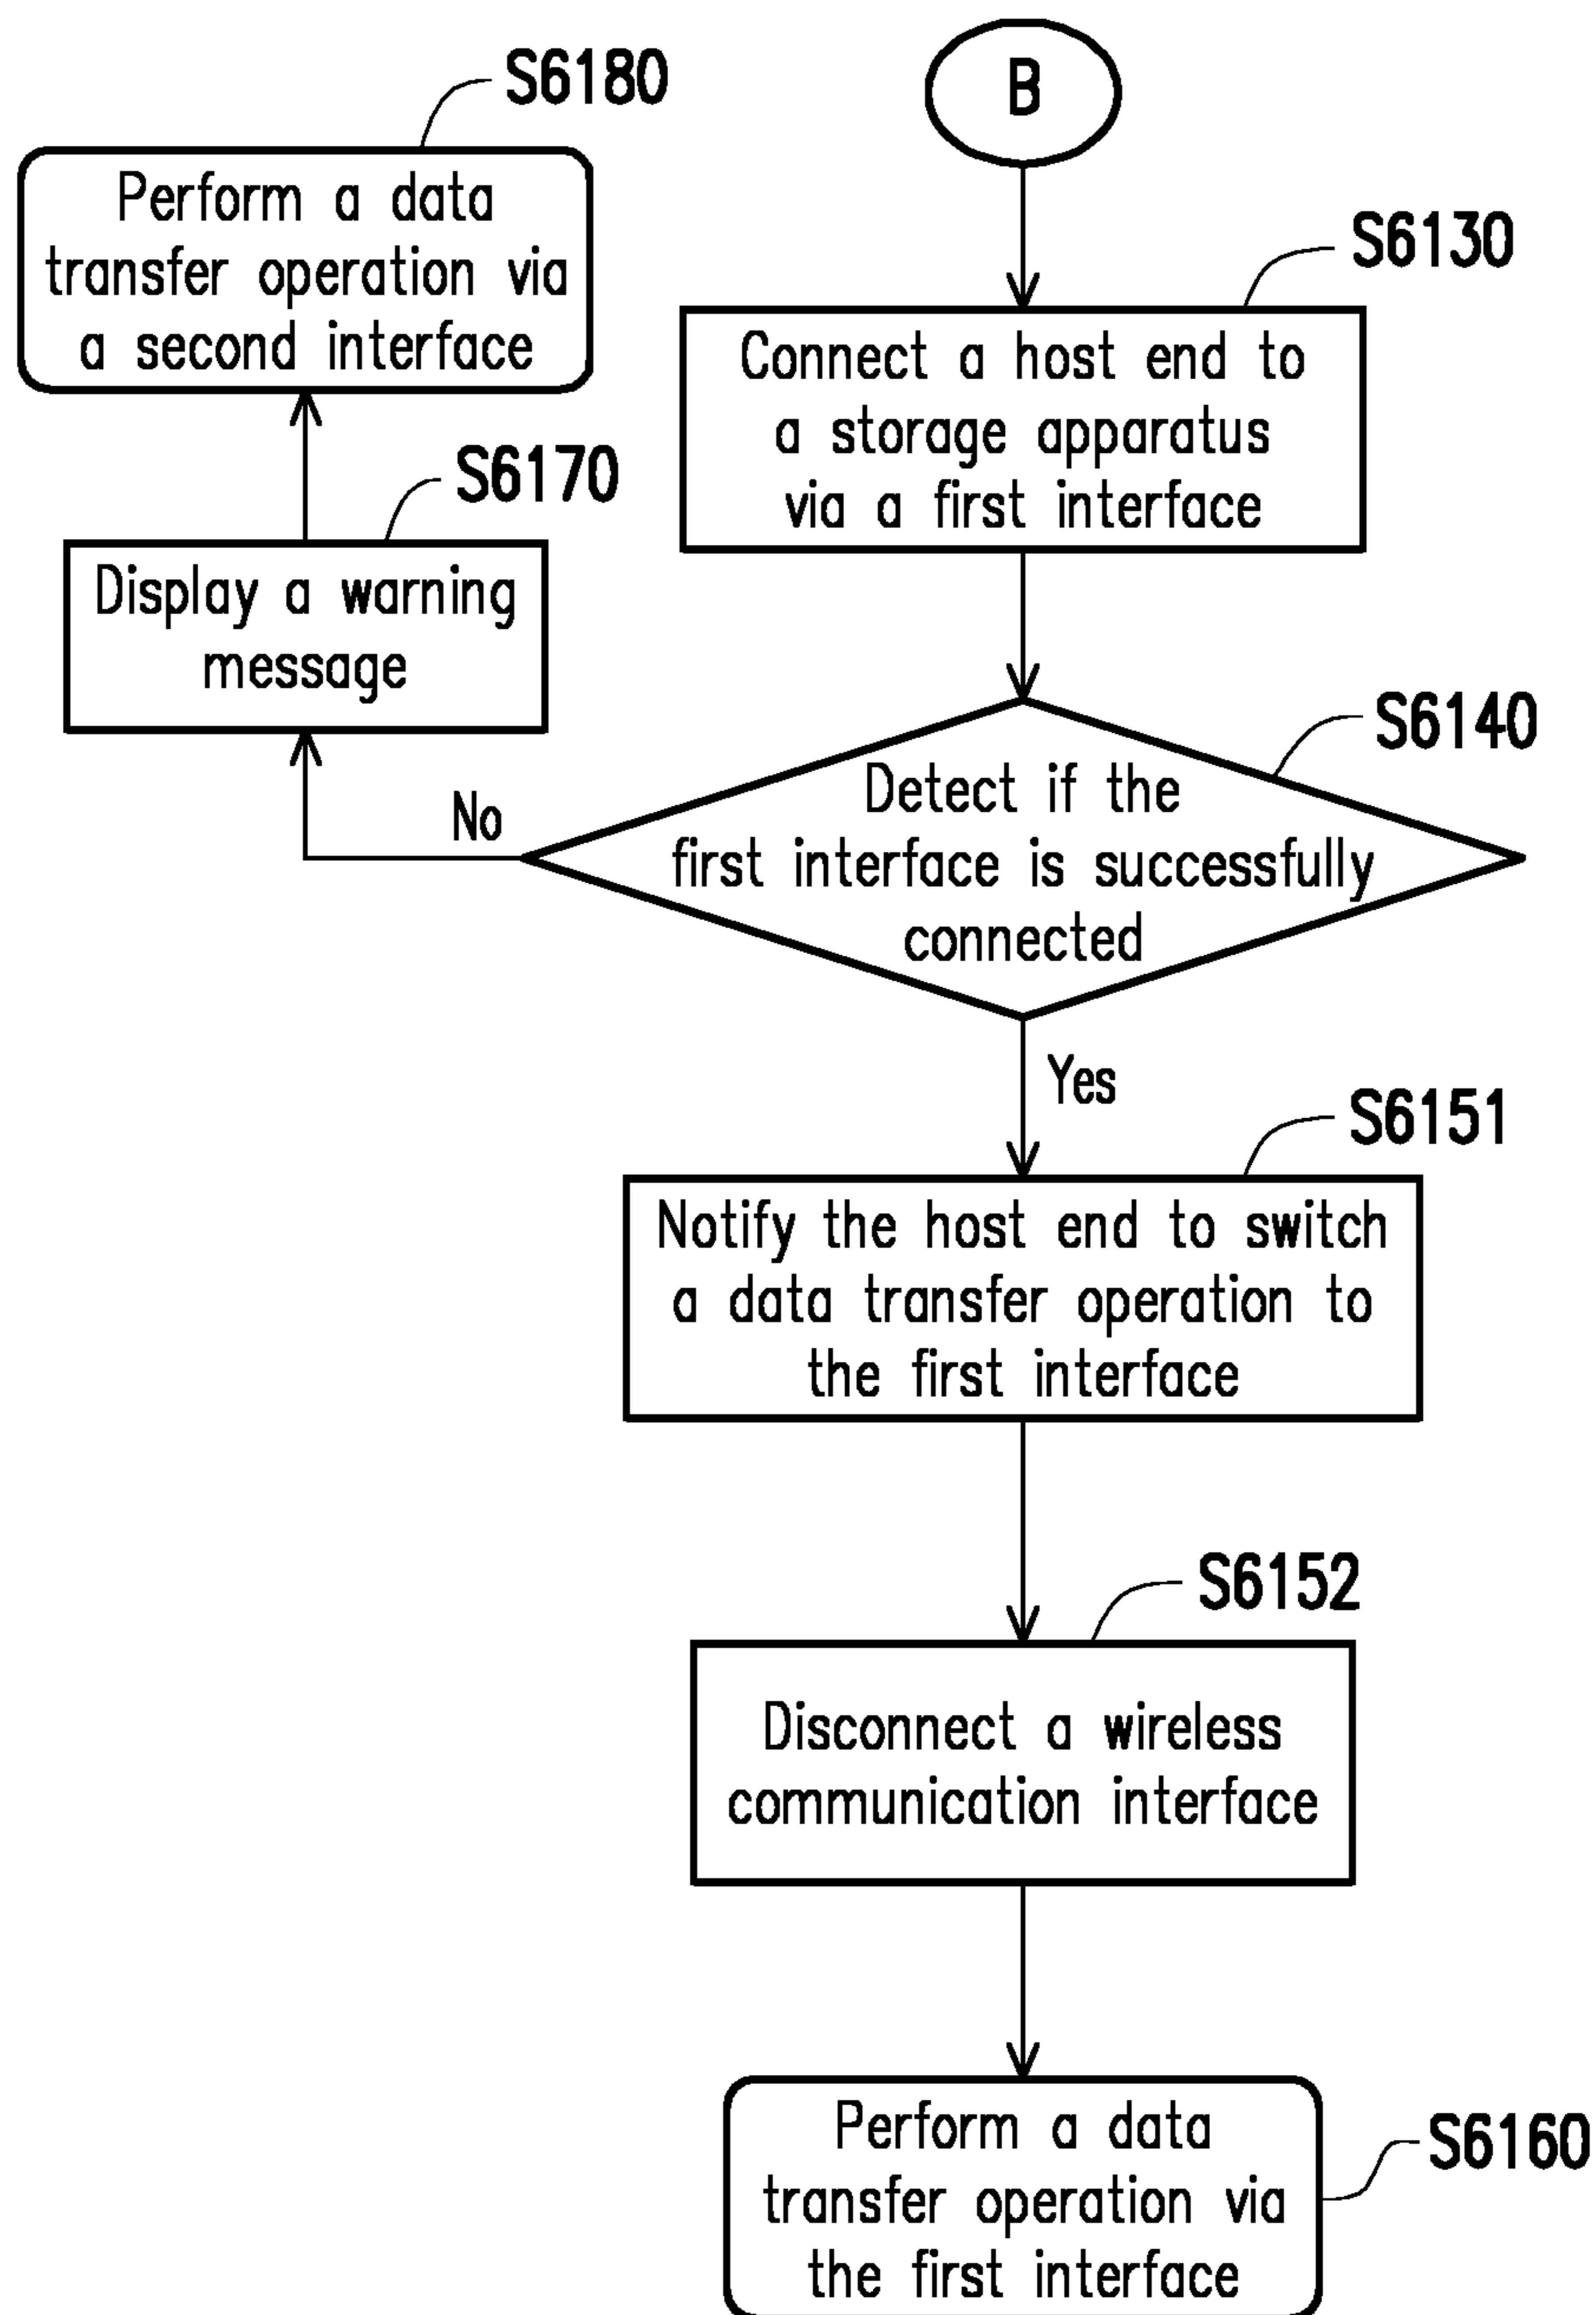 B
S6130
Connect a host end to
a storage apparatus
via a first interface
S6140
Detect if the
first interface is successfully
connected
No
S6170
Display a warning
message
S6180
Perform a data
transfer operation via
a second interface
Yes
S6151
Notify the host end to switch
a data transfer operation to
the first interface
S6152
Disconnect a wireless
communication interface
S6160
Perform a data
transfer operation via
the first interface